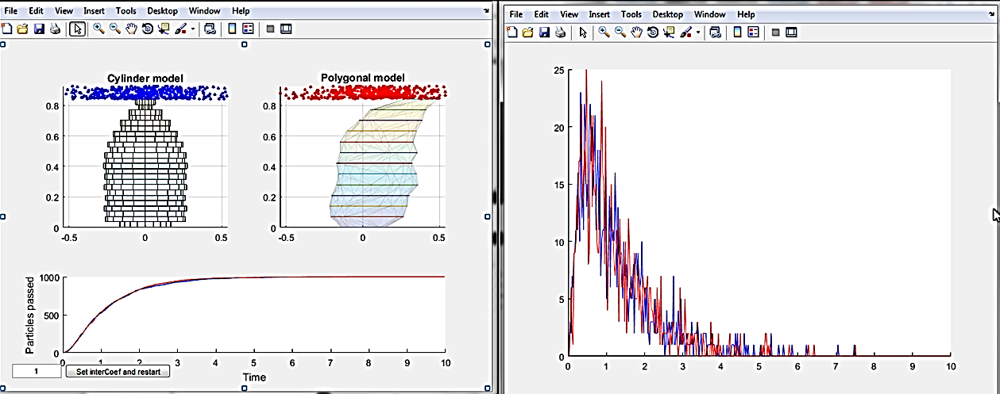 File Edit View Insert Tools Desktop Window Help
Cylinder model
0.8
0.6
0.4
0.2
0
-0.5 0 0.5
Polygonal model
0.8
0.6
0.4
0.2
0
-0.5 0 0.5
Particles passed
1000
500
0
0 1 2 3 4 5 6 7 8 9 10
Time
1
Set interCoef and restart
File Edit View Insert Tools Desktop Window Help
25
20
15
10
5
0
0 1 2 3 4 5 6 7 8 9 10